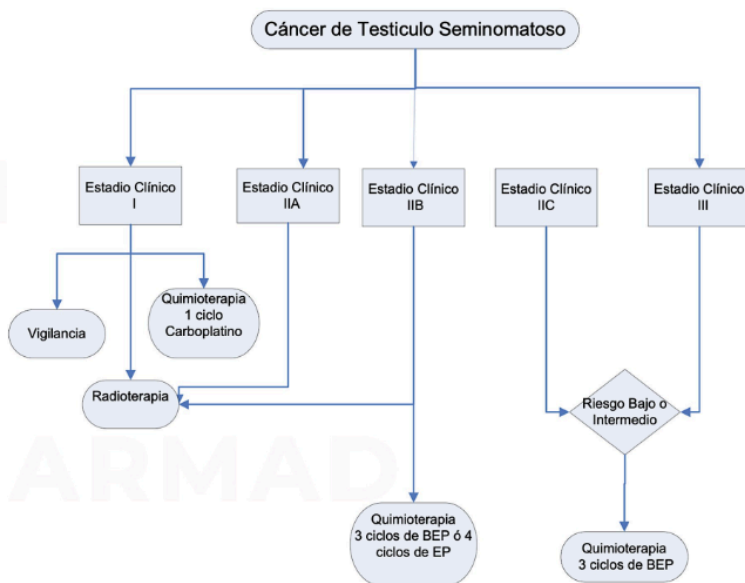 Cáncer de Testiculo Seminomatoso
Estadio Clínico
I
Estadio Clínico
IIA
Estadio Clínico
IIB
Estadio Clínico
IIC
Estadio Clínico
III
Vigilancia
Quimioterapia
1 ciclo
Carboplatino
Radioterapia
Riesgo Bajo o
Intermedio
ARMAD
Quimioterapia
3 ciclos de BEP ó 4
ciclos de EP
Quimioterapia
3 ciclos de BEP